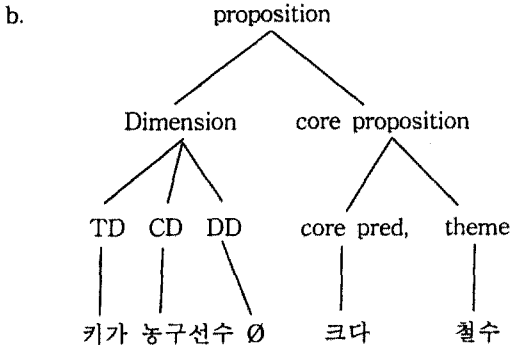 b. proposition
Dimension core proposition
TD CD DD core pred, theme
키가 농구선수 Ø 크다 철수